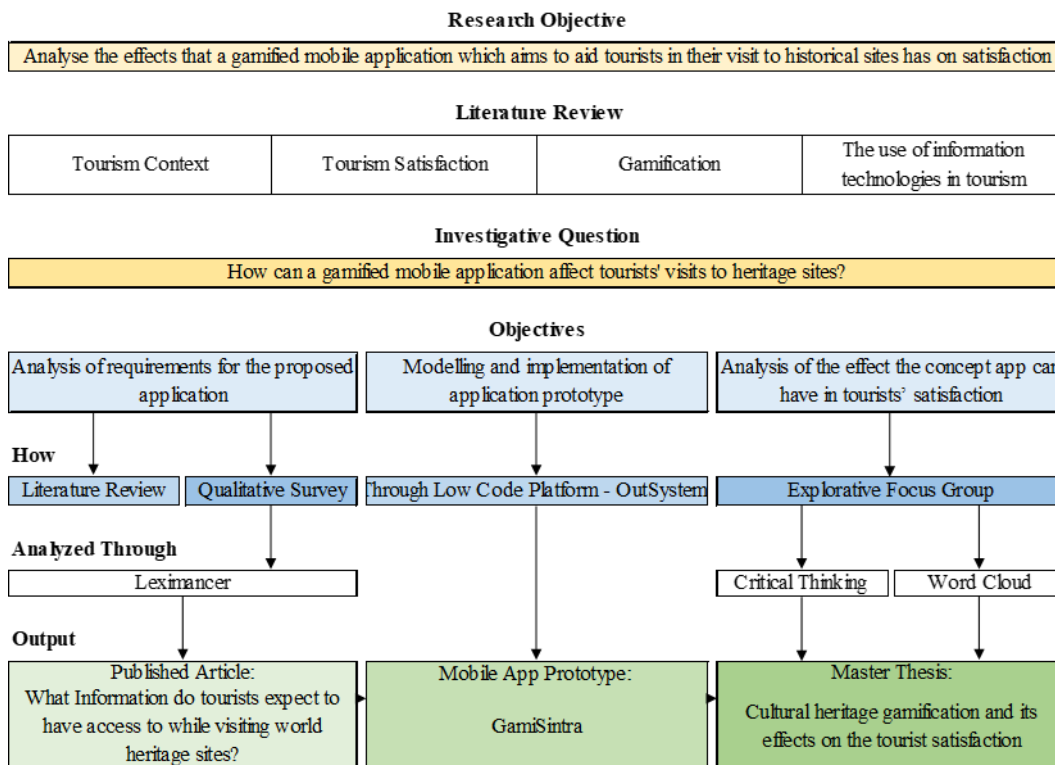 Research Objective
Analyse the effects that a gamified mobile application which aims to aid tourists in their visit to historical sites has on satisfaction
Literature Review
Tourism Context
Tourism Satisfaction
Gamification
The use of information
technologies in tourism
Investigative Question
How can a gamified mobile application affect tourists' visits to heritage sites?
Objectives
Analysis of requirements for the proposed
application
Modelling and implementation of
application prototype
Analysis of the effect the concept app can
have in tourists’ satisfaction
How
Literature Review
Qualitative Survey
Through Low Code Platform - OutSystem
Explorative Focus Group
Analyzed Through
Leximancer
Critical Thinking
Word Cloud
Output
Published Article:
What Information do tourists expect to
have access to while visiting world
heritage sites?
Mobile App Prototype:
GamiSintra
Master Thesis:
Cultural heritage gamification and its
effects on the tourist satisfaction